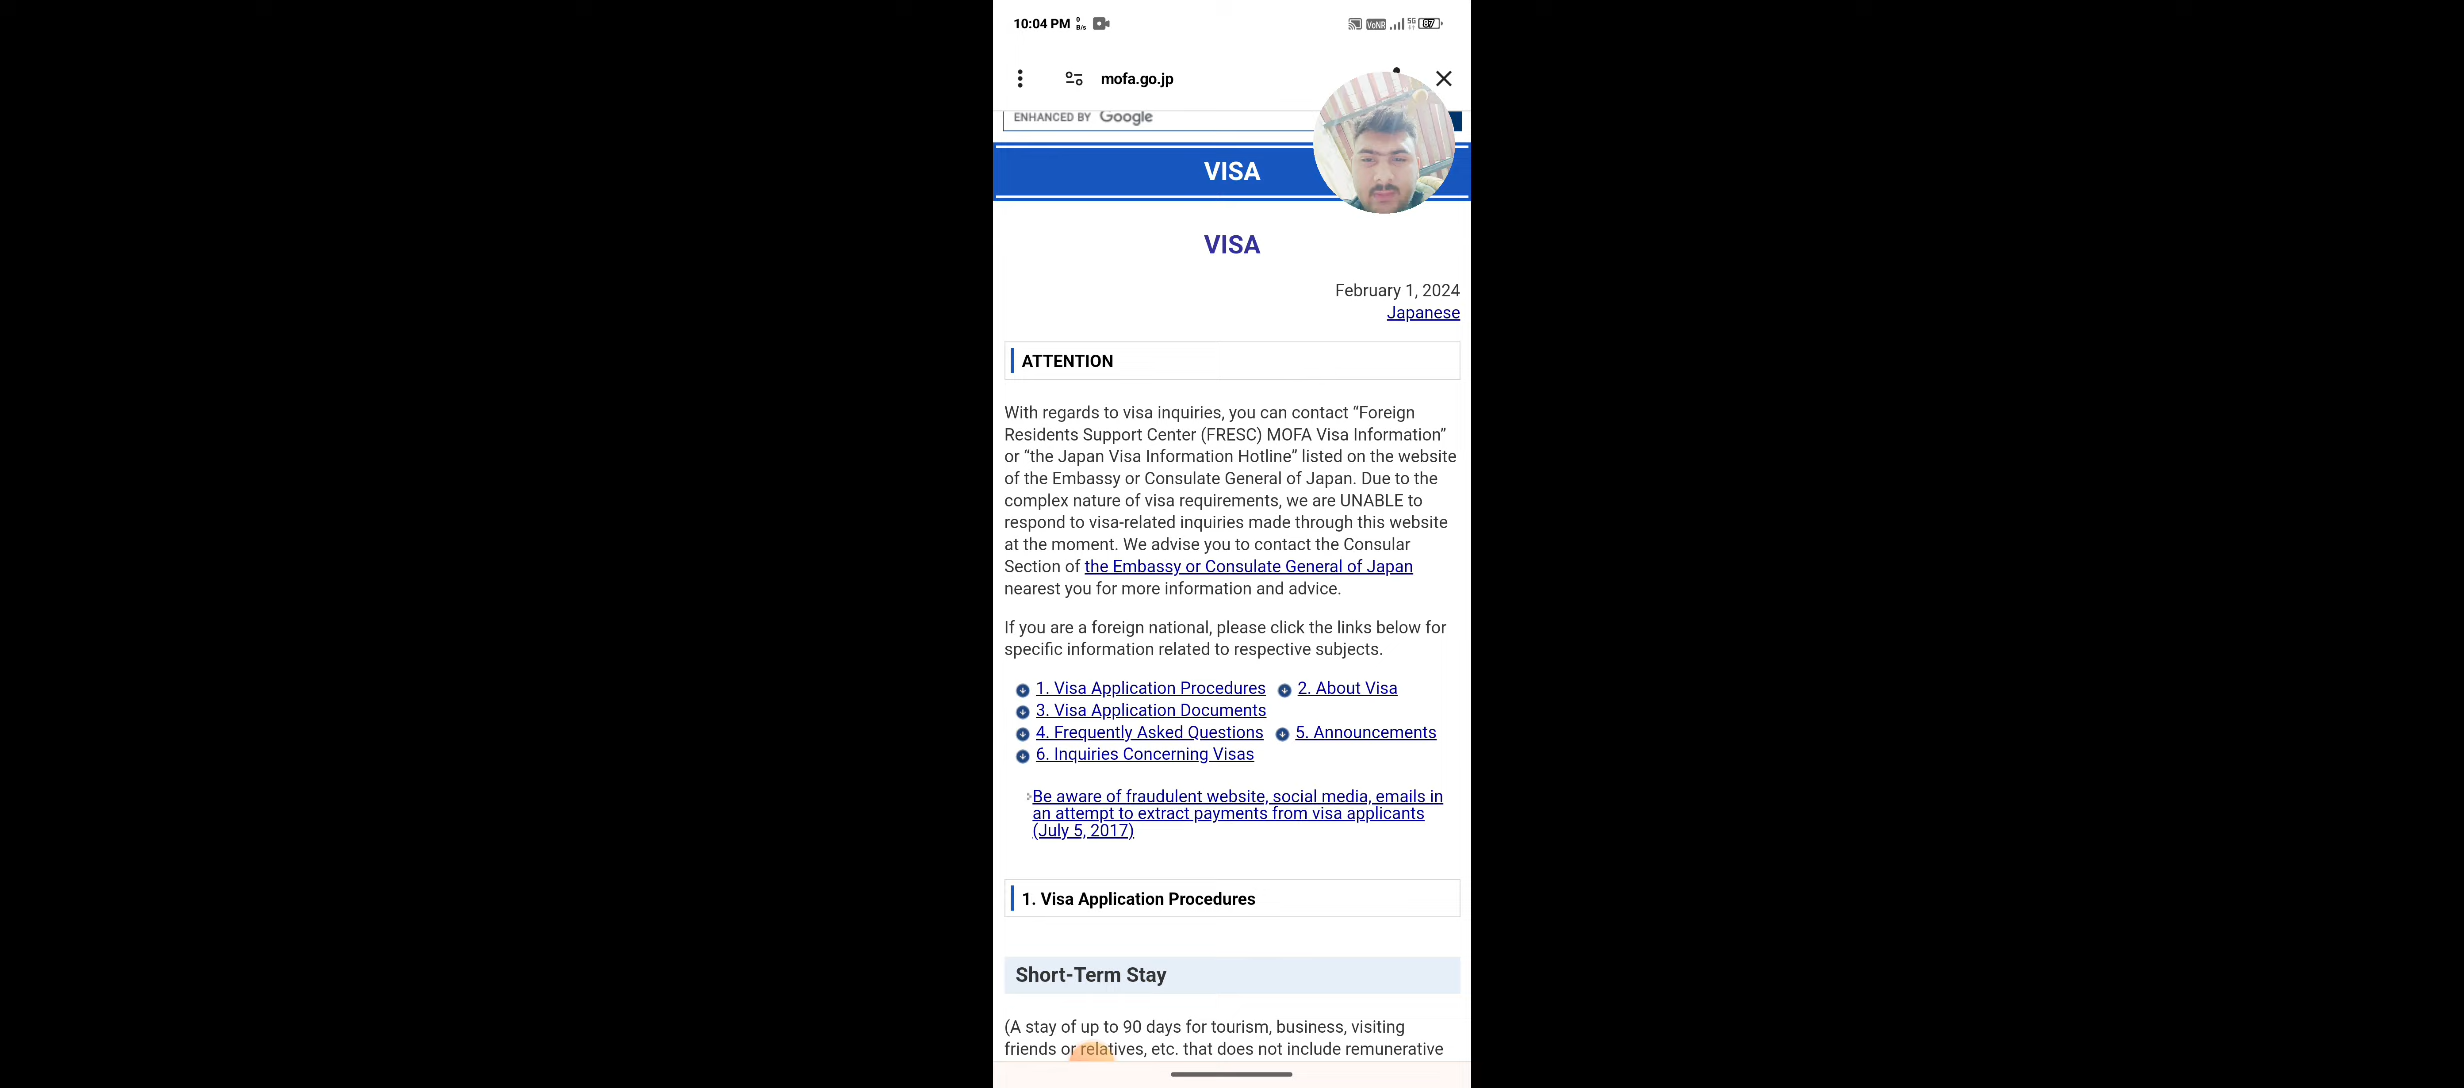 10:04 PM 0 B/s VoNR 5G 87
mofa.go.jp
ENHANCED BY Google
VISA
VISA
February 1, 2024
Japanese
ATTENTION
With regards to visa inquiries, you can contact “Foreign
Residents Support Center (FRESC) MOFA Visa Information”
or “the Japan Visa Information Hotline” listed on the website
of the Embassy or Consulate General of Japan. Due to the
complex nature of visa requirements, we are UNABLE to
respond to visa-related inquiries made through this website
at the moment. We advise you to contact the Consular
Section of the Embassy or Consulate General of Japan
nearest you for more information and advice.
If you are a foreign national, please click the links below for
specific information related to respective subjects.
1. Visa Application Procedures 2. About Visa
3. Visa Application Documents
4. Frequently Asked Questions 5. Announcements
6. Inquiries Concerning Visas
Be aware of fraudulent website, social media, emails in
an attempt to extract payments from visa applicants
(July 5, 2017)
1. Visa Application Procedures
Short-Term Stay
(A stay of up to 90 days for tourism, business, visiting
friends or relatives, etc. that does not include remunerative